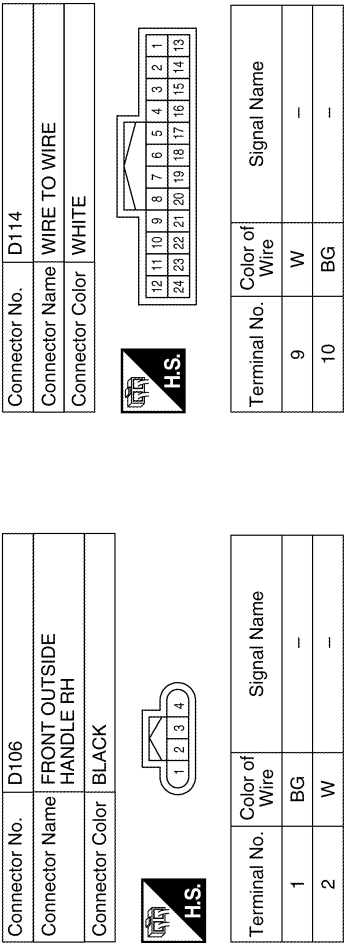 Connector No. D106
Connector Name FRONT OUTSIDE
HANDLE RH
Connector Color BLACK
H.S.
1 2 3 4
Terminal No. Color of Wire Signal Name
1 BG –
2 W –
Connector No. D114
Connector Name WIRE TO WIRE
Connector Color WHITE
H.S.
12 11 10 9 8 7 6 5 4 3 2 1
24 23 22 21 20 19 18 17 16 15 14 13
Terminal No. Color of Wire Signal Name
9 W –
10 BG –